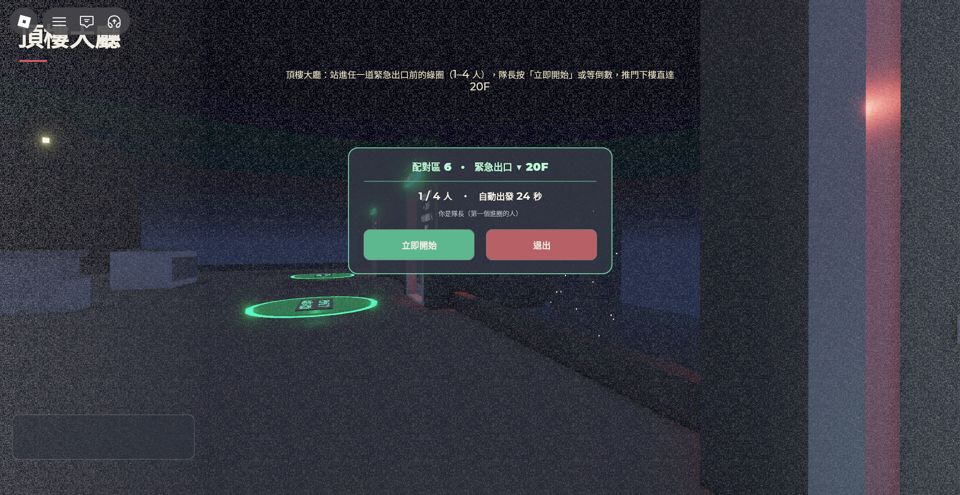 頂樓大廳
頂樓大廳：站進任一道緊急出口前的綠圈（1–4 人），隊長按「立即開始」或等倒數，推門下樓直達
20F
配對區 6 • 緊急出口 ▼ 20F
1 / 4 人 • 自動出發 24 秒
你是隊長（第一個進圈的人）
立即開始
退出